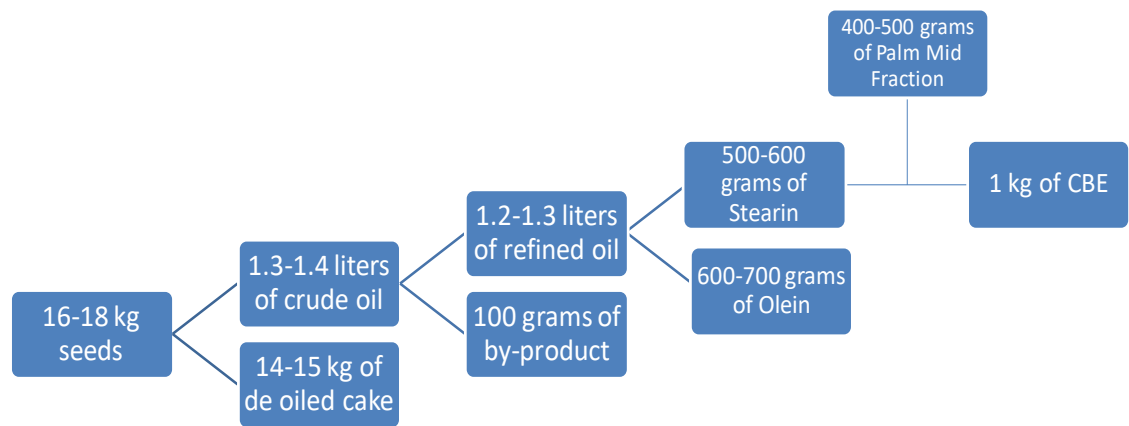 16-18 kg
seeds
1.3-1.4 liters
of crude oil
14-15 kg of
de oiled cake
1.2-1.3 liters
of refined oil
100 grams of
by-product
500-600
grams of
Stearin
600-700 grams
of Olein
400-500 grams
of Palm Mid
Fraction
1 kg of CBE